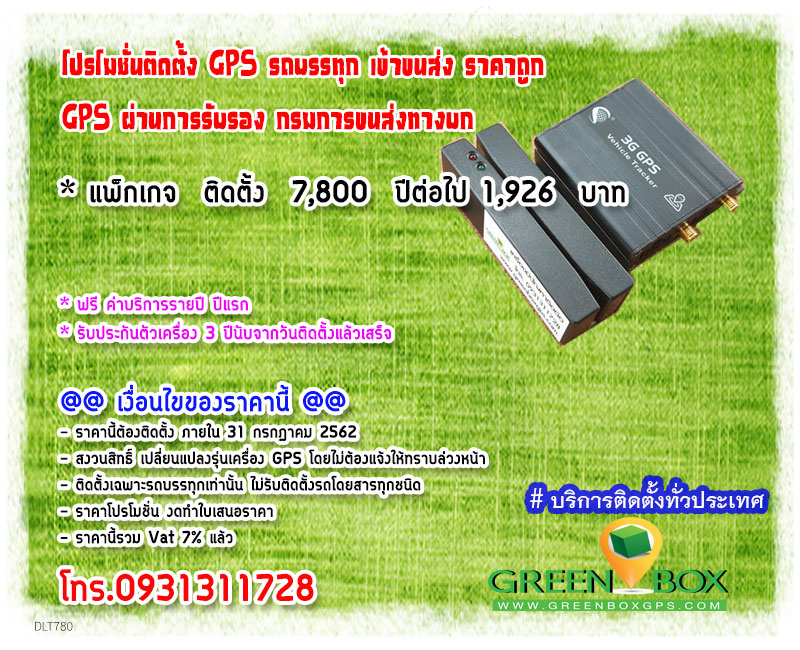 โปรโมชั่นติดตั้ง GPS รถบรรทุก เข้าขนส่ง ราคาถูก
GPS ผ่านการรับรอง กรมการขนส่งทางบก
* แพ็กเกจ ติดตั้ง 7,800 ปีต่อไป 1,926 บาท
3G GPS
Vehicle Tracker
* ฟรี ค่าบริการรายปี ปีแรก
* รับประกันตัวเครื่อง 3 ปีนับจากวันติดตั้งแล้วเสร็จ
@@ เงื่อนไขของราคานี้ @@
- ราคานี้ต้องติดตั้ง ภายใน 31 กรกฎาคม 2562
- สงวนสิทธิ์ เปลี่ยนแปลงรุ่นเครื่อง GPS โดยไม่ต้องแจ้งให้ทราบล่วงหน้า
- ติดตั้งเฉพาะรถบรรทุกเท่านั้น ไม่รับติดตั้งรถโดยสารทุกชนิด
- ราคาโปรโมชั่น งดทำใบเสนอราคา
- ราคานี้รวม Vat 7% แล้ว
# บริการติดตั้งทั่วประเทศ
โทร.0931311728
GREEN BOX
WWW.GREENBOXGPS.COM
DLT780